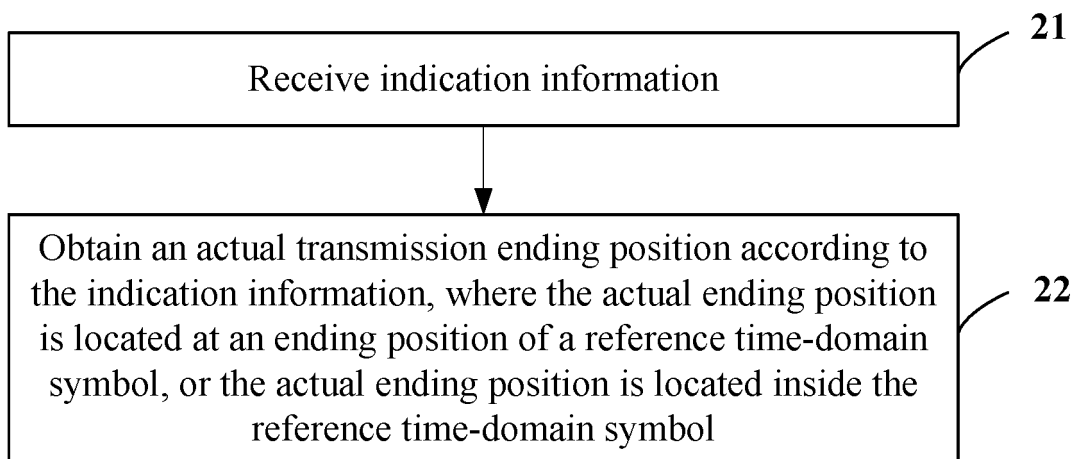 21
Receive indication information
Obtain an actual transmission ending position according to
the indication information, where the actual ending position
is located at an ending position of a reference time-domain
symbol, or the actual ending position is located inside the
reference time-domain symbol
22